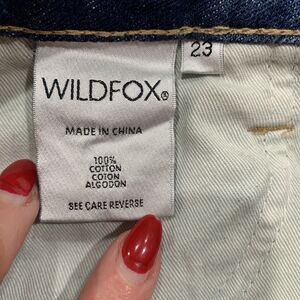 23
WILDFOX®
MADE IN CHINA
100%
COTTON
COTON
ALGODON
SEE CARE REVERSE